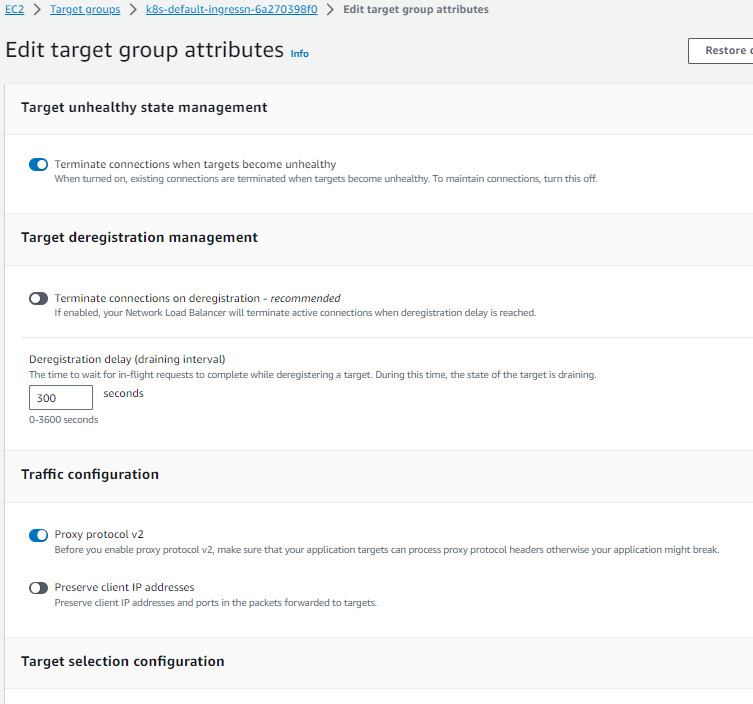 EC2 > Target groups > k8s-default-ingressn-6a270398f0 > Edit target group attributes
Edit target group attributes Info
Restore
Target unhealthy state management
Terminate connections when targets become unhealthy
When turned on, existing connections are terminated when targets become unhealthy. To maintain connections, turn this off.
Target deregistration management
Terminate connections on deregistration - recommended
If enabled, your Network Load Balancer will terminate active connections when deregistration delay is reached.
Deregistration delay (draining interval)
The time to wait for in-flight requests to complete while deregistering a target. During this time, the state of the target is draining.
300 seconds
0-3600 seconds
Traffic configuration
Proxy protocol v2
Before you enable proxy protocol v2, make sure that your application targets can process proxy protocol headers otherwise your application might break.
Preserve client IP addresses
Preserve client IP addresses and ports in the packets forwarded to targets.
Target selection configuration